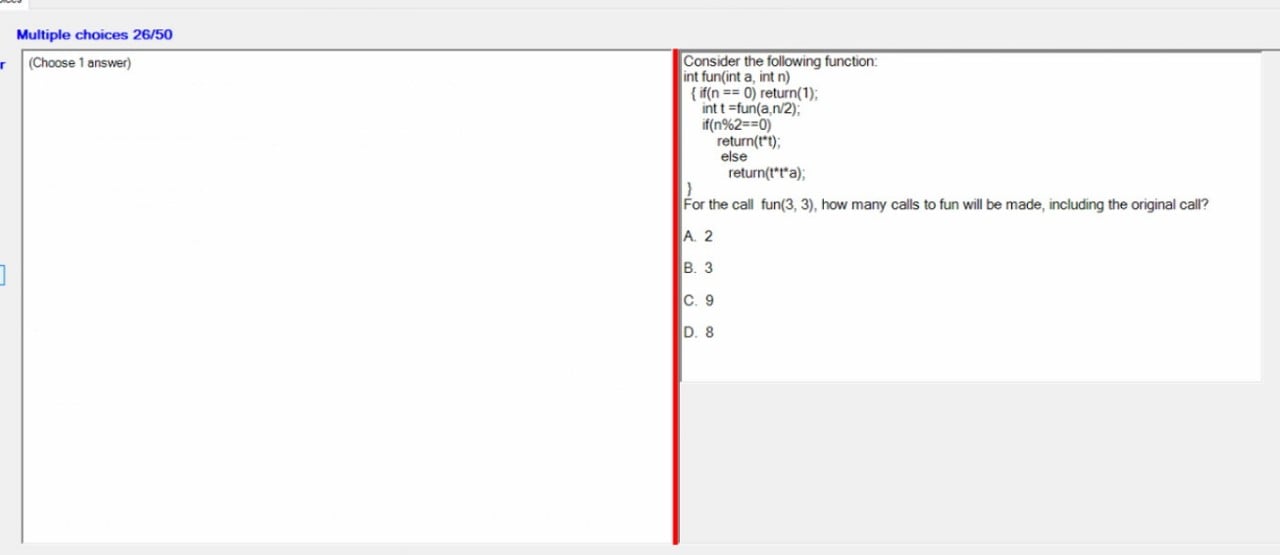 Multiple choices 26/50
r
(Choose 1 answer)
Consider the following function:
int fun(int a, int n)
{ if(n == 0) return(1);
int t =fun(a,n/2);
if(n%2==0)
return(t*t);
else
return(t*t*a);
}
For the call fun(3, 3), how many calls to fun will be made, including the original call?
A. 2
B. 3
C. 9
D. 8